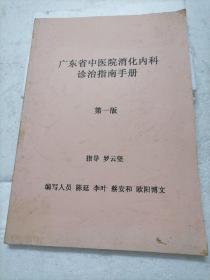 广东省中医院消化内科
诊治指南手册
第一版
指导 罗云坚
编写人员 陈延 李叶 蔡安和 欧阳博文